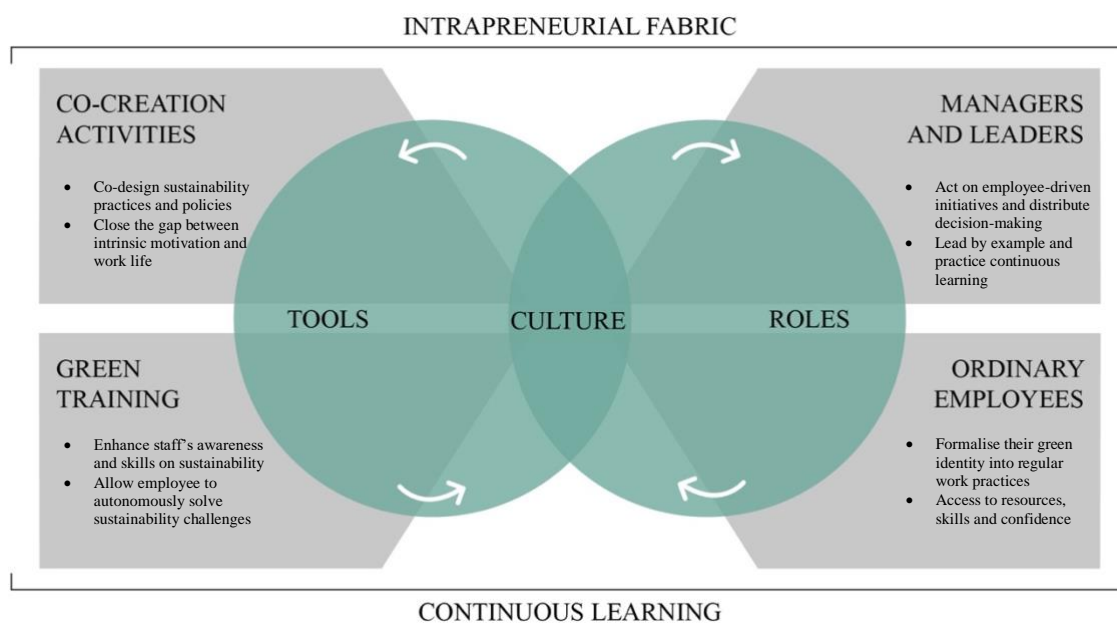 INTRAPRENEURIAL FABRIC
CO-CREATION
ACTIVITIES
• Co-design sustainability
practices and policies
• Close the gap between
intrinsic motivation and
work life
MANAGERS
AND LEADERS
• Act on employee-driven
initiatives and distribute
decision-making
• Lead by example and
practice continuous
learning
TOOLS
CULTURE
ROLES
GREEN
TRAINING
• Enhance staff’s awareness
and skills on sustainability
• Allow employee to
autonomously solve
sustainability challenges
ORDINARY
EMPLOYEES
• Formalise their green
identity into regular
work practices
• Access to resources,
skills and confidence
CONTINUOUS LEARNING